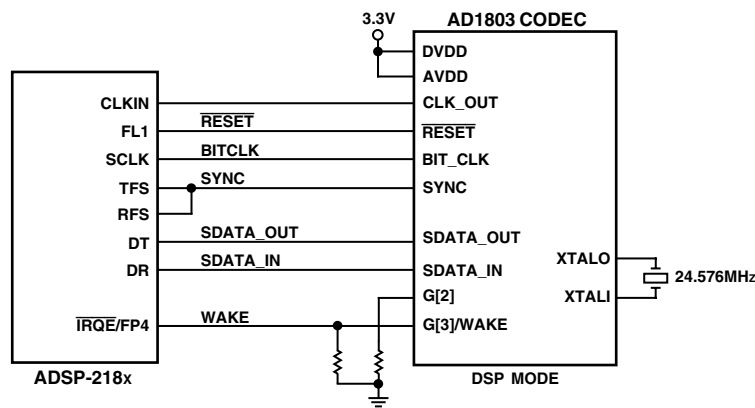 3.3V
AD1803 CODEC
DVDD
AVDD
CLKIN
CLK_OUT
FL1
RESET
RESET
SCLK
BITCLK
BIT_CLK
TFS
SYNC
SYNC
RFS
DT
SDATA_OUT
SDATA_OUT
DR
SDATA_IN
SDATA_IN
XTALO
24.576MHz
XTALI
G[2]
IRQE/FP4
WAKE
G[3]/WAKE
ADSP-218x
DSP MODE